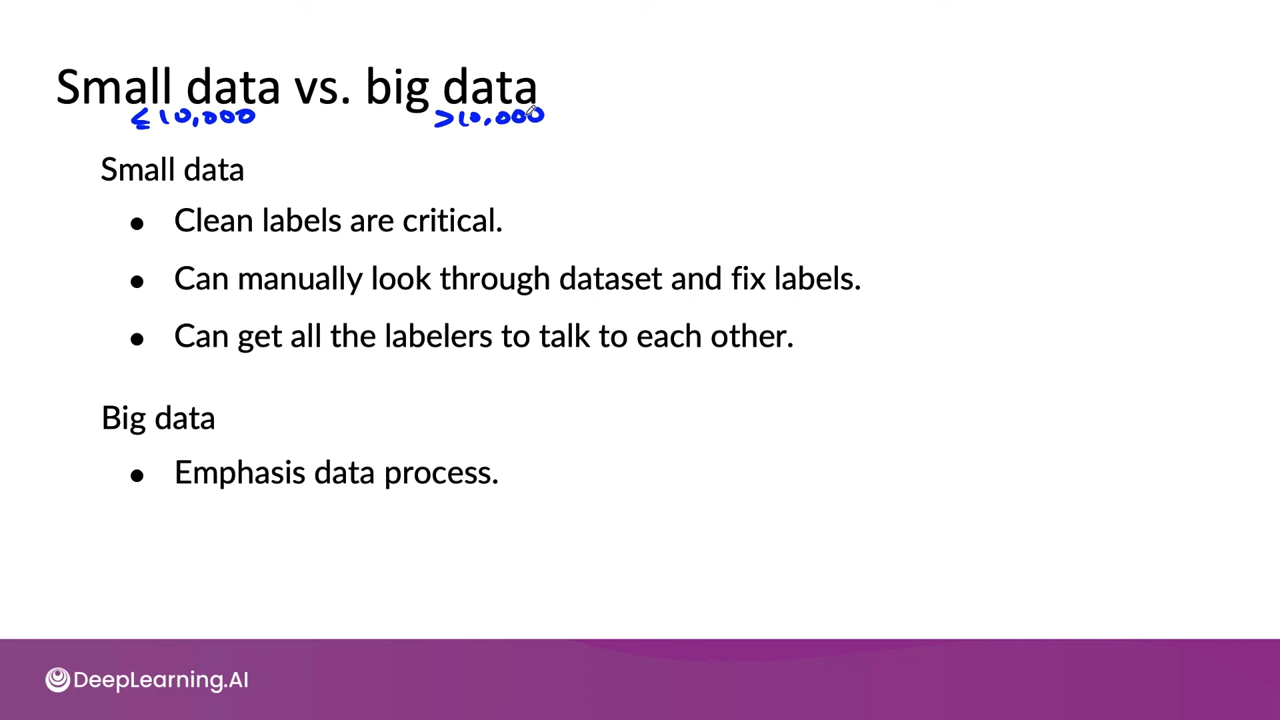 Small data vs. big data
≤ 10,000 >10,000
Small data
● Clean labels are critical.
● Can manually look through dataset and fix labels.
● Can get all the labelers to talk to each other.
Big data
● Emphasis data process.
DeepLearning.AI